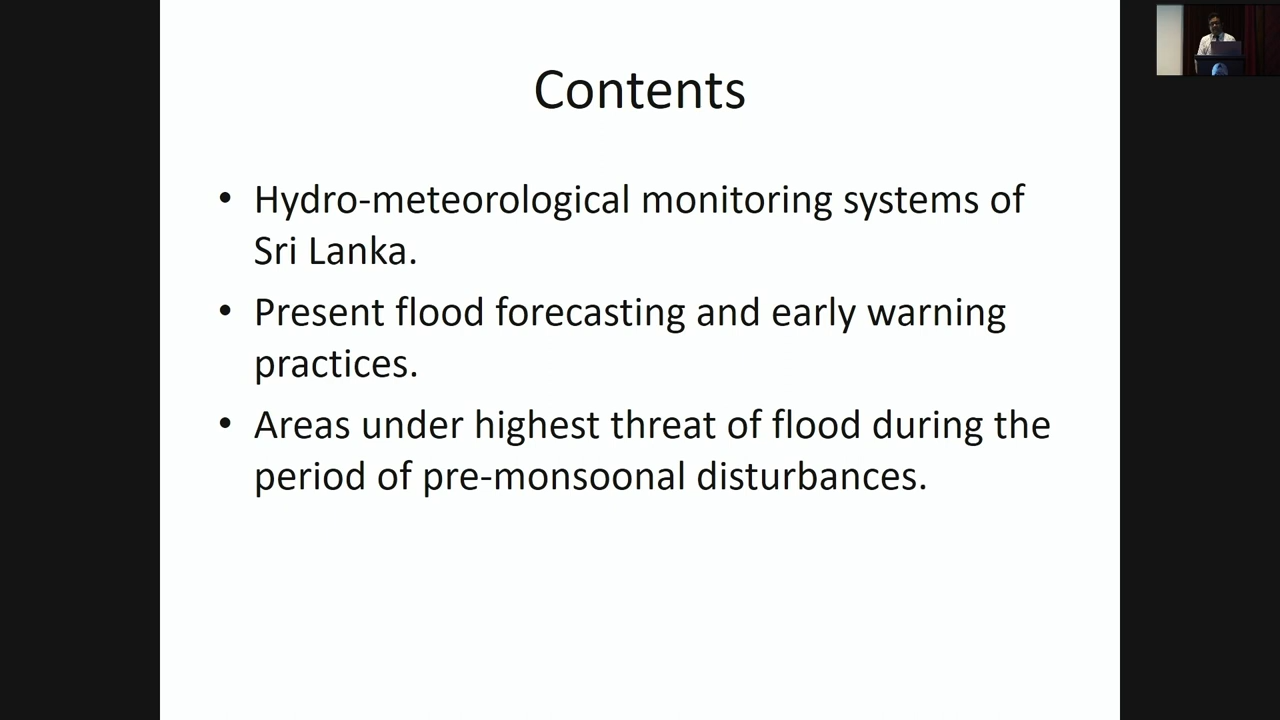 Contents
• Hydro-meteorological monitoring systems of
Sri Lanka.
• Present flood forecasting and early warning
practices.
• Areas under highest threat of flood during the
period of pre-monsoonal disturbances.